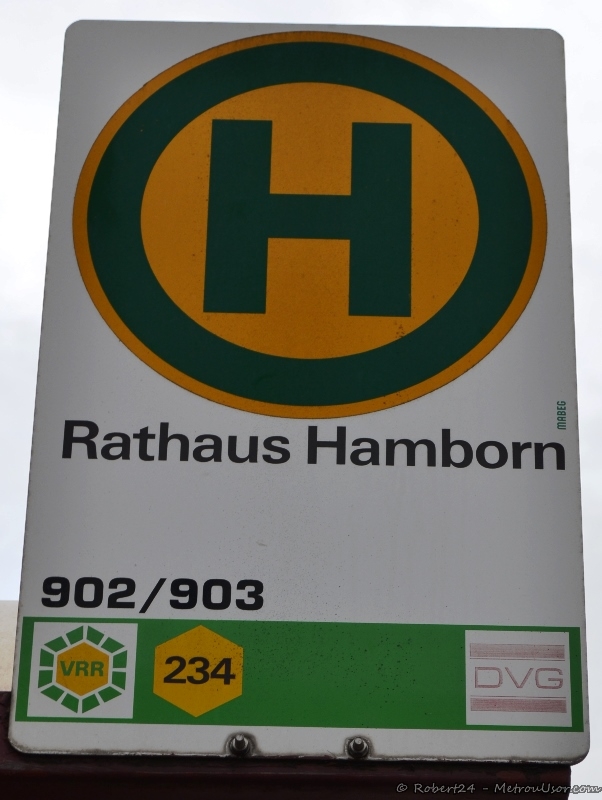 H
MABEG
Rathaus Hamborn
902/903
VRR
234
DVG
© Robert24 - MetrouUsor.com